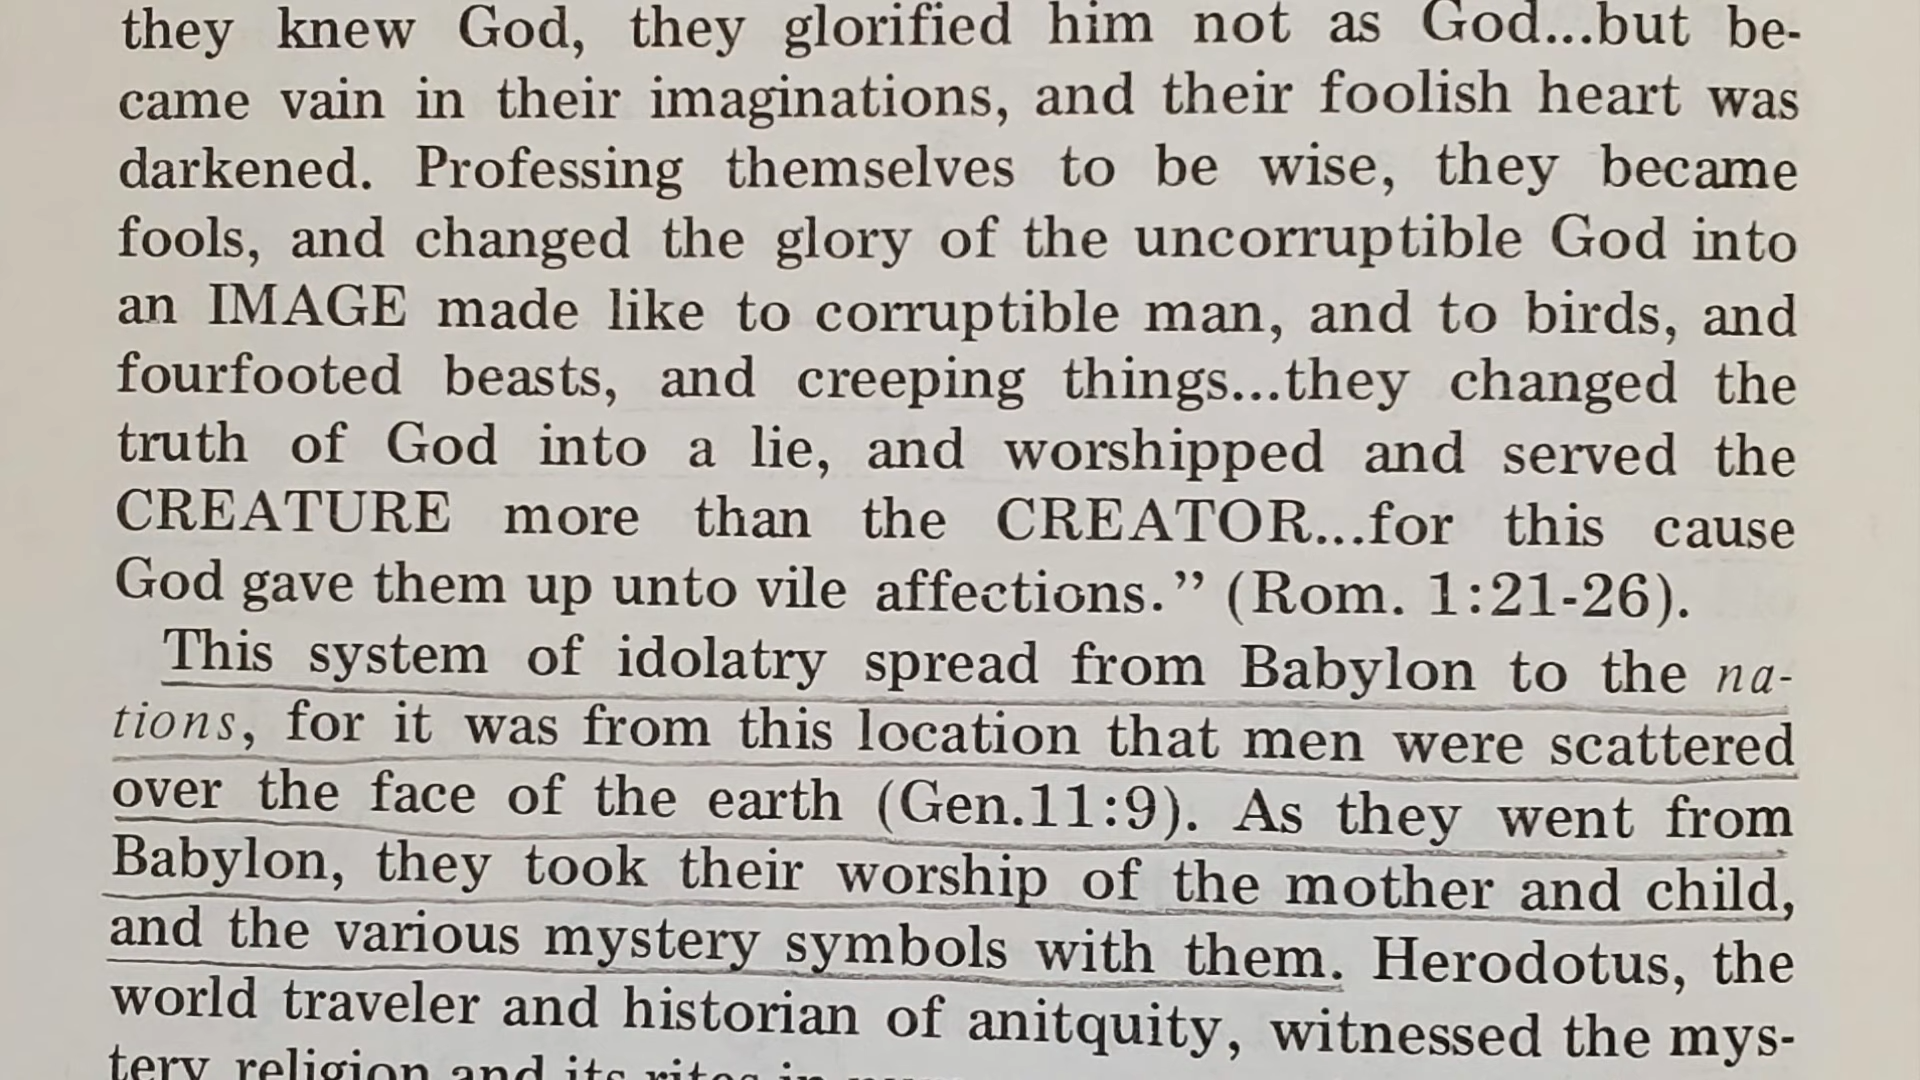 they knew God, they glorified him not as God...but be-
came vain in their imaginations, and their foolish heart was
darkened. Professing themselves to be wise, they became
fools, and changed the glory of the uncorruptible God into
an IMAGE made like to corruptible man, and to birds, and
fourfooted beasts, and creeping things...they changed the
truth of God into a lie, and worshipped and served the
CREATURE more than the CREATOR...for this cause
God gave them up unto vile affections.” (Rom. 1:21-26).
This system of idolatry spread from Babylon to the na-
tions, for it was from this location that men were scattered
over the face of the earth (Gen.11:9). As they went from
Babylon, they took their worship of the mother and child,
and the various mystery symbols with them. Herodotus, the
world traveler and historian of anitquity, witnessed the mys-
tery religion and its rites in